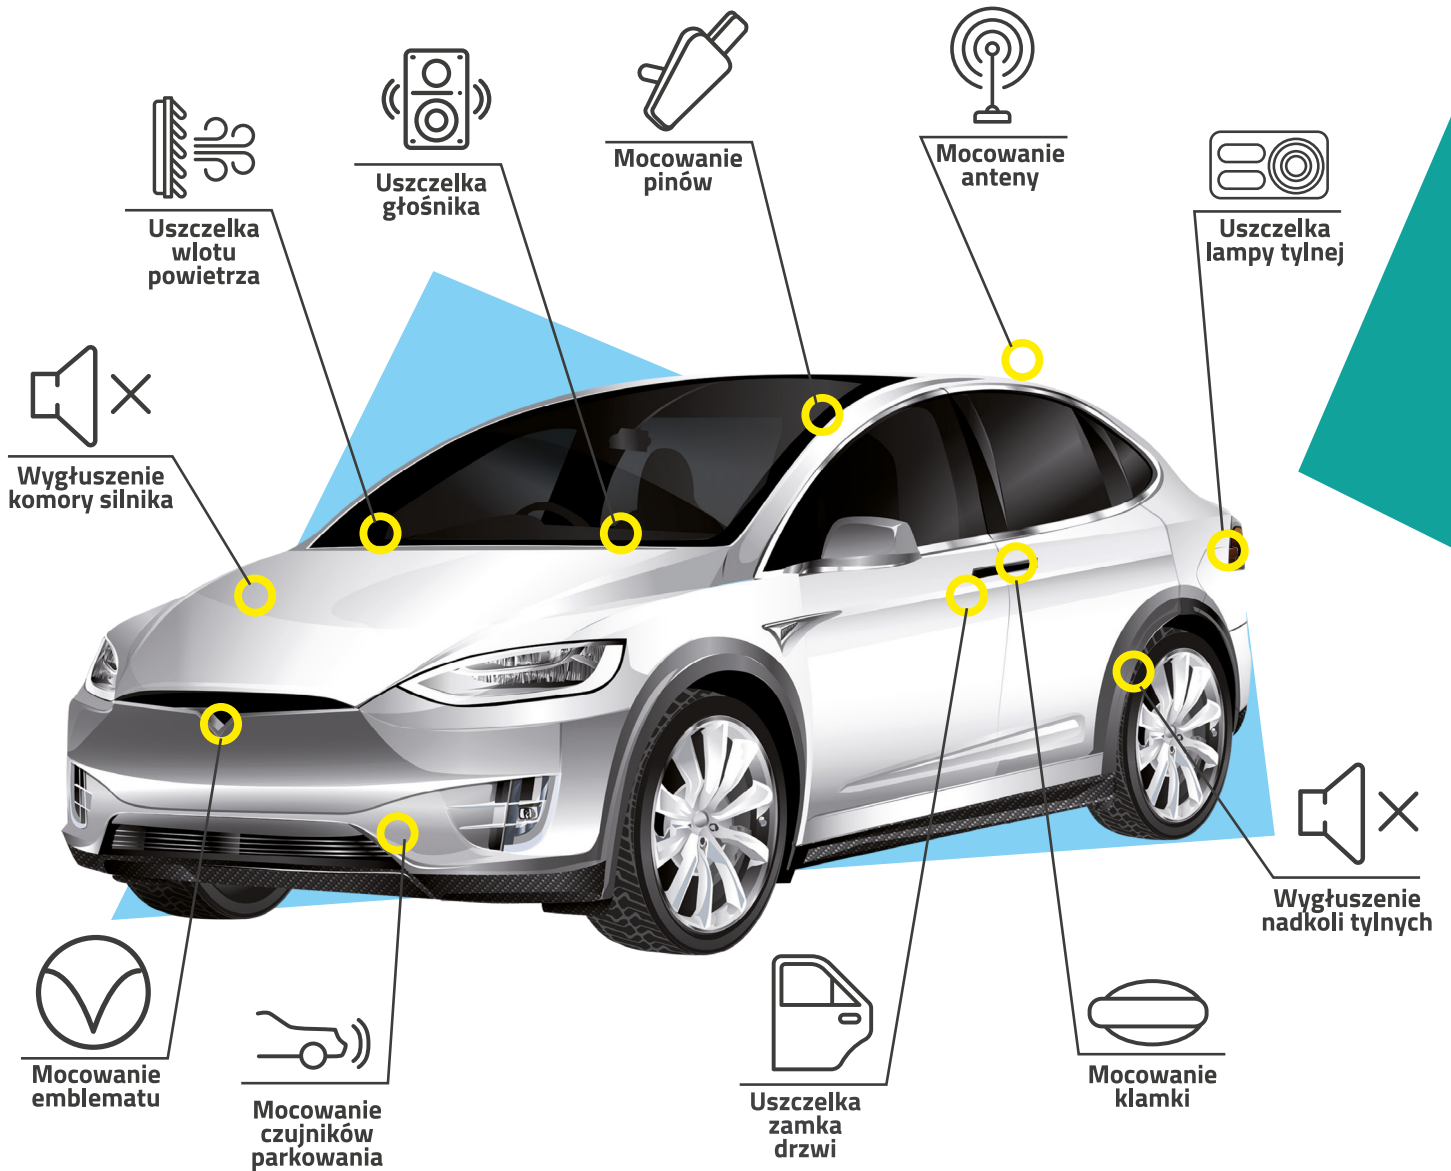 Mocowanie
pinów
Mocowanie
anteny
Uszczelka
głośnika
Uszczelka
wlotu
powietrza
Uszczelka
lampy tylnej
Wygłuszenie
komory silnika
Wygłuszenie
nadkoli tylnych
Mocowanie
emblematu
Mocowanie
czujników
parkowania
Uszczelka
zamka
drzwi
Mocowanie
klamki